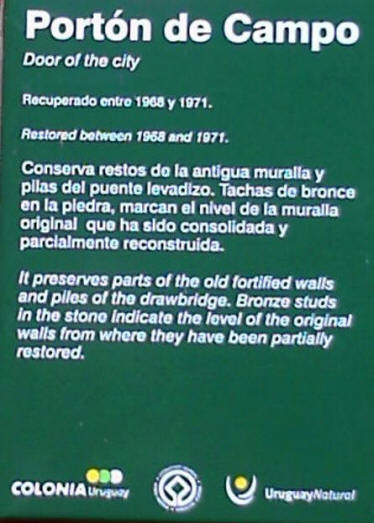 Portón de Campo
Door of the city
Recuperado entre 1968 y 1971.
Restored between 1968 and 1971.
Conserva restos de la antigua muralla y
pilas del puente levadizo. Tachas de bronce
en la piedra, marcan el nivel de la muralla
original que ha sido consolidada y
parcialmente reconstruida.
It preserves parts of the old fortified walls
and piles of the drawbridge. Bronze studs
in the stone indicate the level of the original
walls from where they have been partially
restored.
COLONIA Uruguay
UruguayNatural